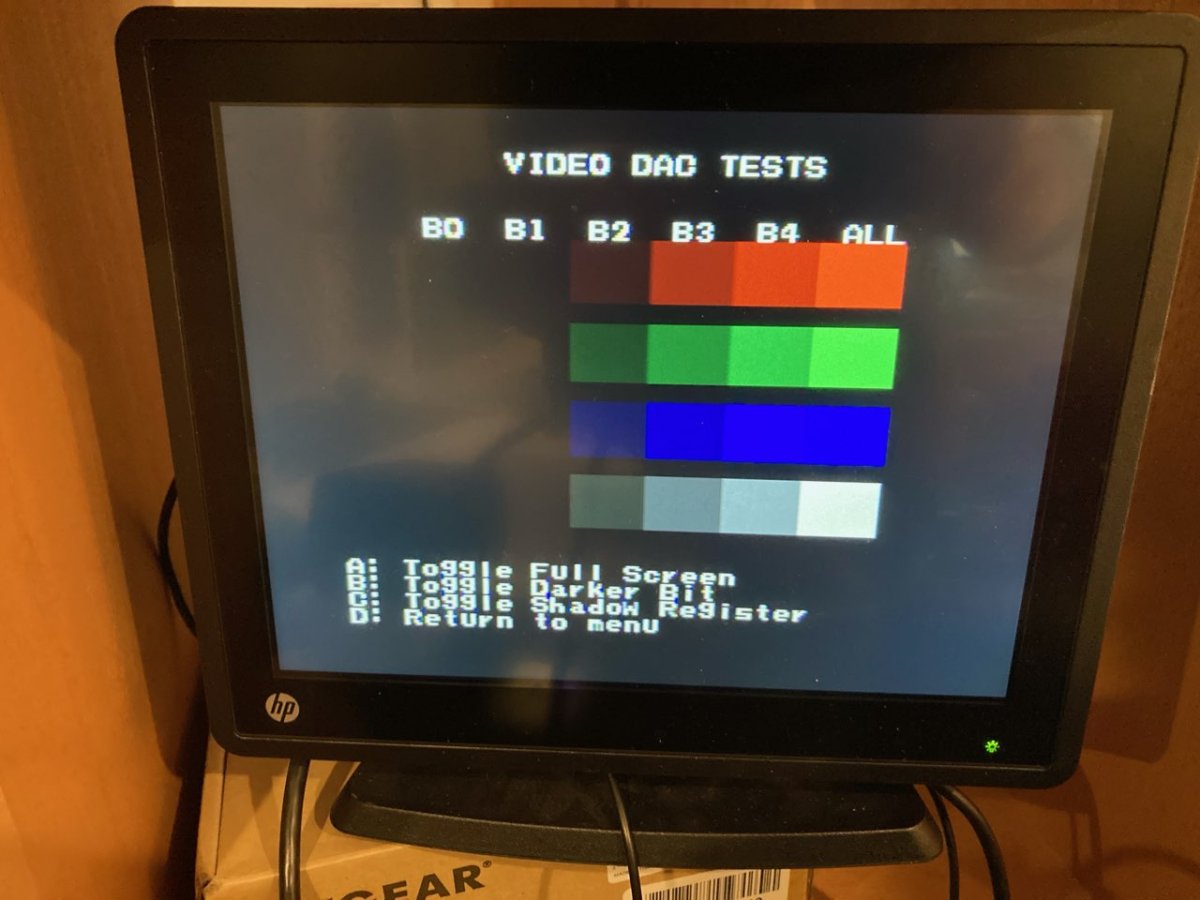 VIDEO DAC TESTS
B0 B1 B2 B3 B4 ALL
A: Toggle Full Screen
B: Toggle Darker Bit
C: Toggle Shadow Register
D: Return to menu
hp
GEAR®